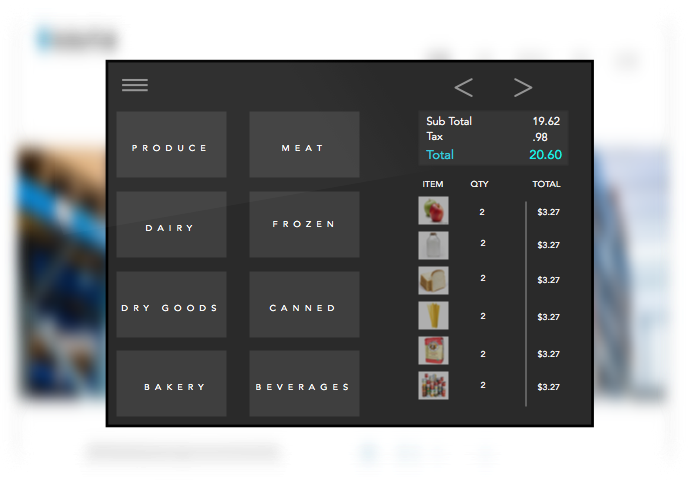 PRODUCE
MEAT
DAIRY
FROZEN
DRY GOODS
CANNED
BAKERY
BEVERAGES
Sub Total 19.62
Tax .98
Total 20.60
ITEM QTY TOTAL
2 $3.27
2 $3.27
2 $3.27
2 $3.27
2 $3.27
2 $3.27